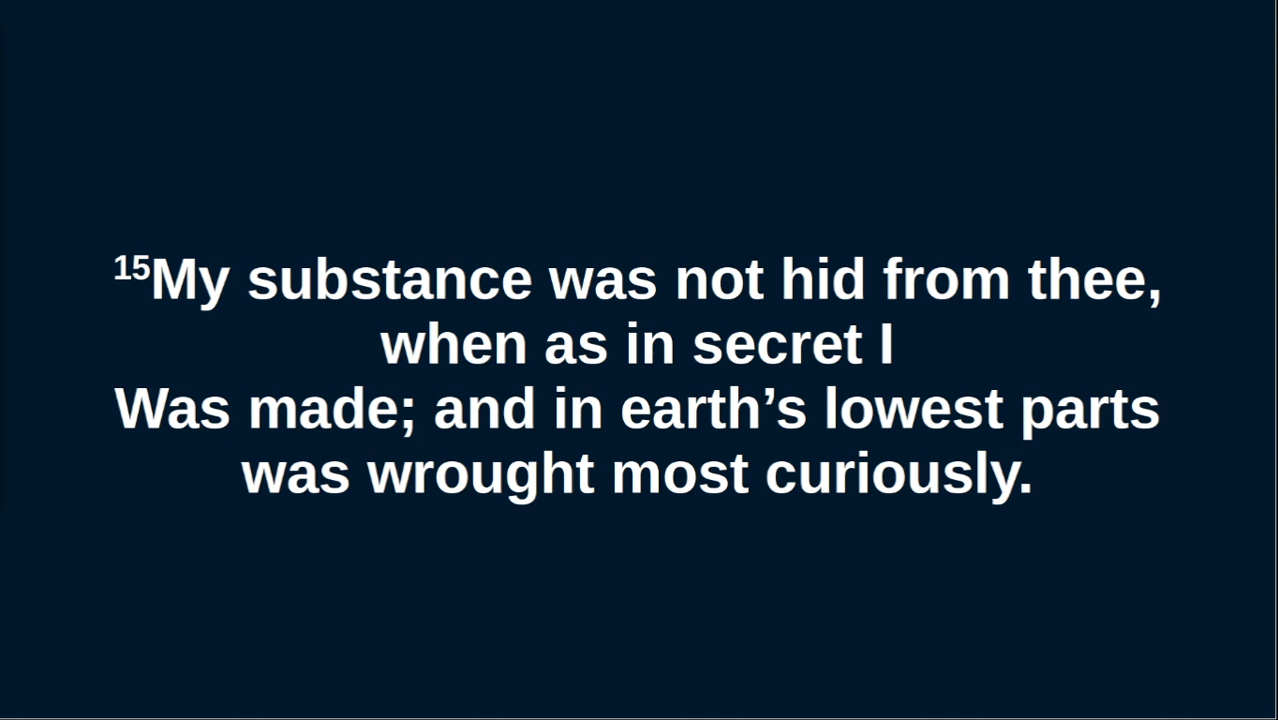 ¹⁵My substance was not hid from thee,
when as in secret I
Was made; and in earth’s lowest parts
was wrought most curiously.